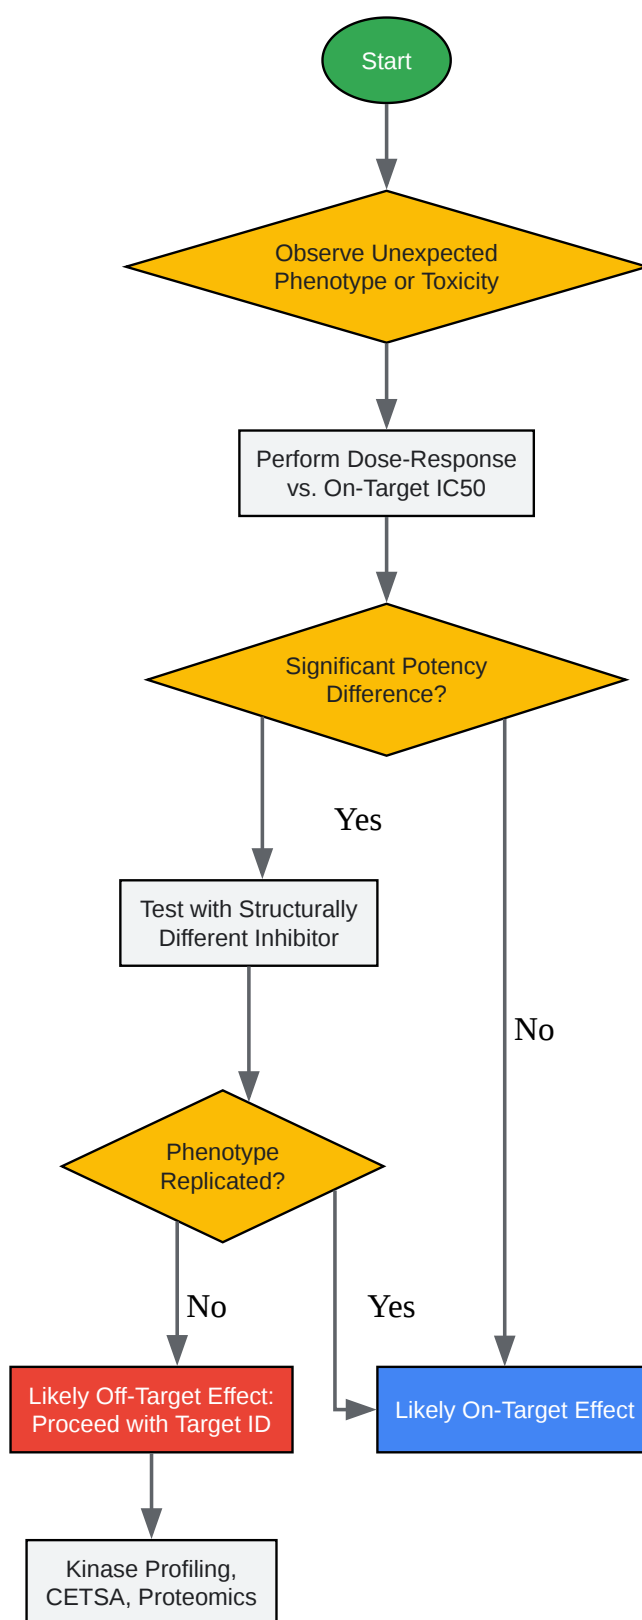 Start
Observe Unexpected
Phenotype or Toxicity
Perform Dose-Response
vs. On-Target IC50
Significant Potency
Difference?
Yes
Test with Structurally
Different Inhibitor
No
Phenotype
Replicated?
No
Yes
Likely Off-Target Effect:
Proceed with Target ID
Likely On-Target Effect
Kinase Profiling,
CETSA, Proteomics